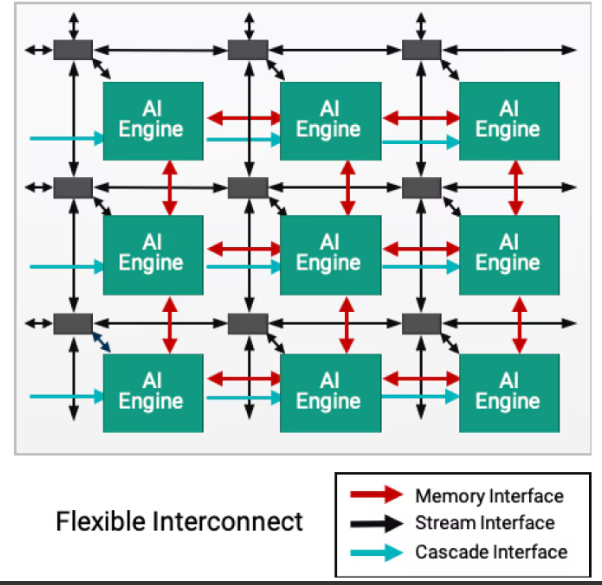 AI
Engine
AI
Engine
AI
Engine
AI
Engine
AI
Engine
AI
Engine
AI
Engine
AI
Engine
AI
Engine
Flexible Interconnect
Memory Interface
Stream Interface
Cascade Interface